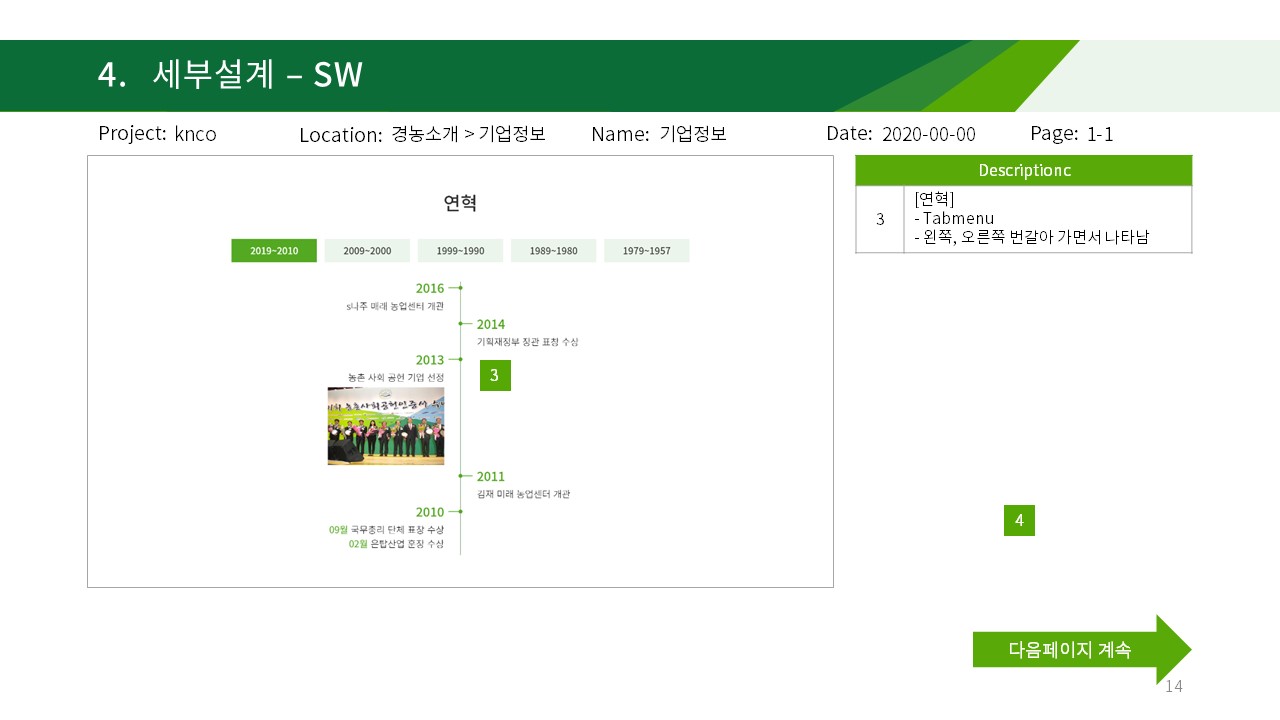 4. 세부설계 – SW
Project: knco
Location: 경농소개 > 기업정보
Name: 기업정보
Date: 2020-00-00
Page: 1-1
연혁
2019~2010
2009~2000
1999~1990
1989~1980
1979~1957
2016
s나주 미래 농업센터 개관
2014
기획재정부 장관 표창 수상
2013
농촌 사회 공헌 기업 선정
3
2011
김재 미래 농업센터 개관
2010
09월 국무총리 단체 표창 수상
02월 은탑산업 훈장 수상
Descriptionc
3
[연혁]
- Tabmenu
- 왼쪽, 오른쪽 번갈아 가면서 나타남
4
다음페이지 계속
14